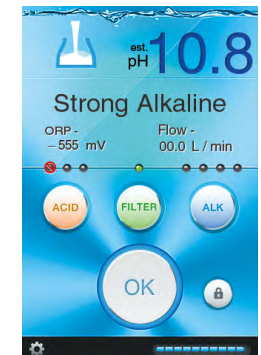 est.
pH 10.8
Strong Alkaline
ORP - Flow -
– 555 mV 00.0 L / min
ACID FILTER ALK
OK